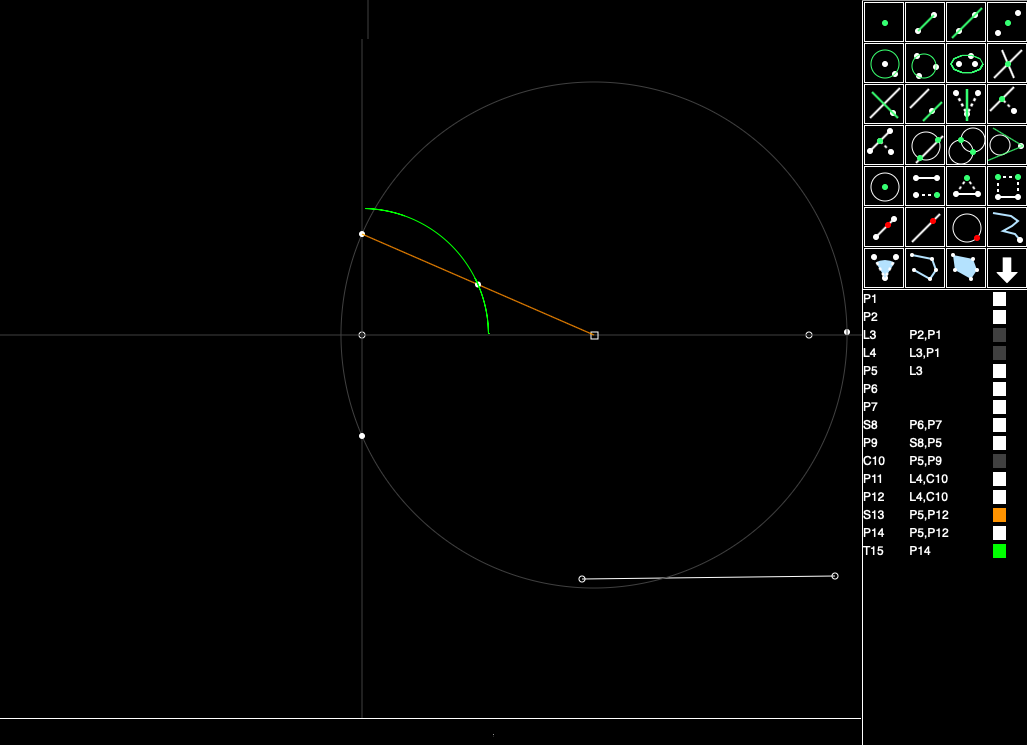 P1
P2
L3 P2,P1
L4 L3,P1
P5 L3
P6
P7
S8 P6,P7
P9 S8,P5
C10 P5,P9
P11 L4,C10
P12 L4,C10
S13 P5,P12
P14 P5,P12
T15 P14